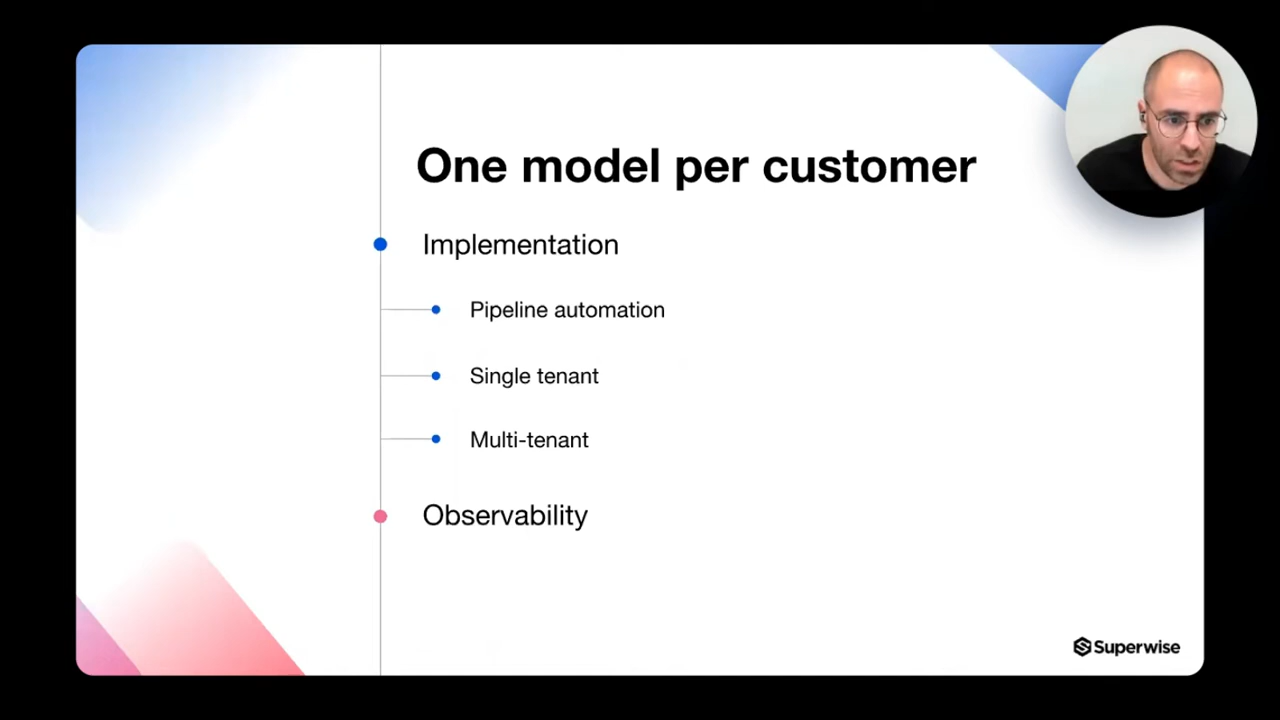 One model per customer
Implementation
Pipeline automation
Single tenant
Multi-tenant
Observability
Superwise